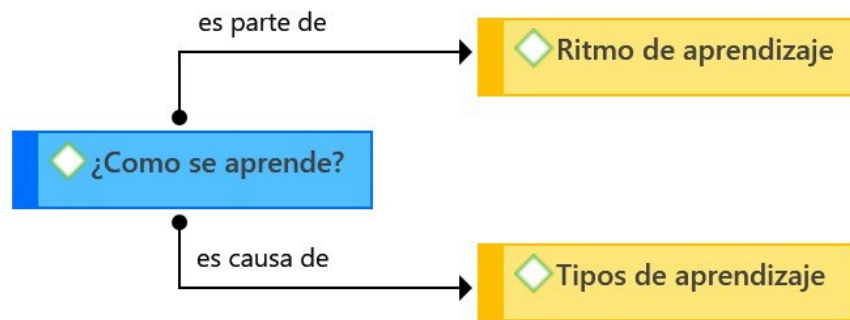 es parte de
Ritmo de aprendizaje
¿Como se aprende?
es causa de
Tipos de aprendizaje